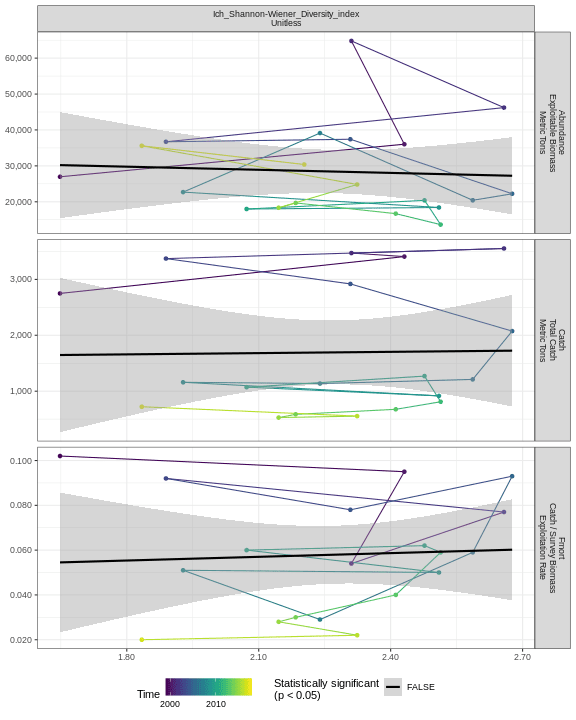 Ich_Shannon-Wiener_Diversity_index
Unitless
60,000
50,000
40,000
30,000
20,000
Abundance
Exploitable Biomass
Metric Tons
3,000
2,000
1,000
Catch
Total Catch
Metric Tons
0.100
0.080
0.060
0.040
0.020
Fmort
Catch / Survey Biomass
Exploitation Rate
1.80
2.10
2.40
2.70
Time
2000
2010
Statistically significant
(p < 0.05)
FALSE